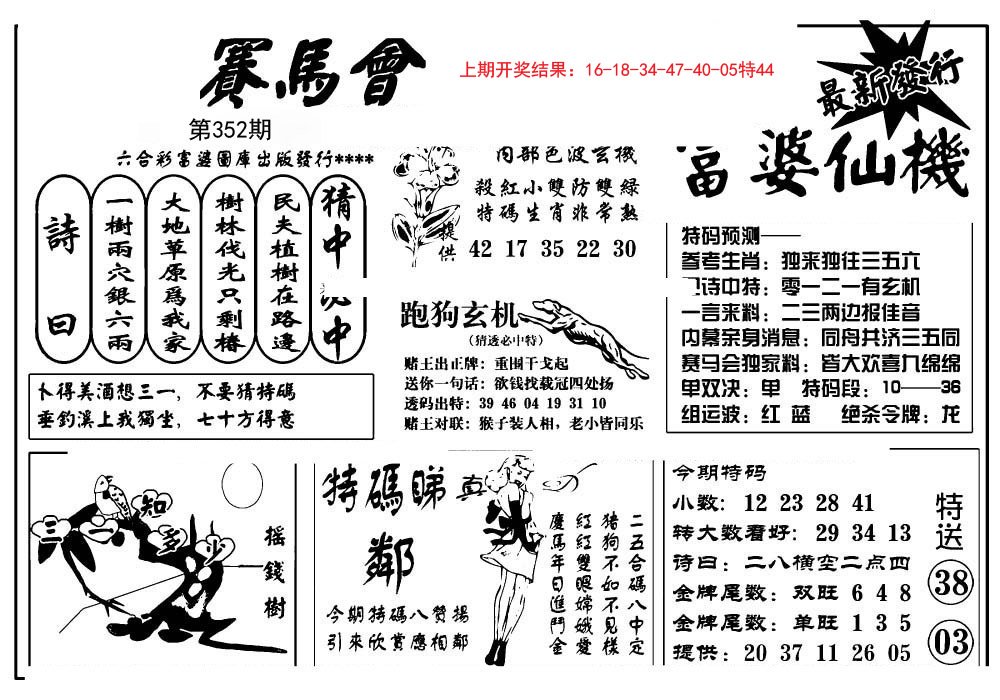 賽馬會
上期开奖结果：16-18-34-47-40-05特44
最新發行
第352期
六合彩富婆圖庫出版發行****
富婆仙機
内部色波玄機
殺紅小雙防雙綠
特碼生肖非常熟
提供
42 17 35 22 30
猜中
中
民夫植樹在路邊
樹林伐光只剩樁
大地草原爲我家
一樹兩穴銀六兩
詩曰
卜得美酒想三一，不要猜特碼
垂釣溪上我獨坐，七十方得意
跑狗玄机
（猜透必中特）
赌王出正牌：重围干戈起
送你一句话：欲钱找载冠四处扬
透码出特：39 46 04 19 31 10
赌王对联：猴子装人相，老小皆同乐
特码预测——
参考生肖：独来独往三五六
诗中特：零一二一有玄机
一言来料：二三两边报佳音
内幕亲身消息：同舟共济三五同
赛马会独家料：皆大欢喜九绵绵
单双决：单 特码段：10——36
组运波：红 蓝 绝杀令牌：龙
三一知多少
摇錢樹
特碼睇真
鄰
今期特碼八贊揚
引來欣賞應相鄰
二五合碼八中定
豬狗不如不見樣
紅紅雙眼嫦娥愛
慶馬年日進鬥金
今期特码
小数：12 23 28 41
转大数看好：29 34 13
诗曰：二八横空二点四
金牌尾数：双旺 6 4 8
金牌尾数：单旺 1 3 5
提供：20 37 11 26 05
特送
38
03